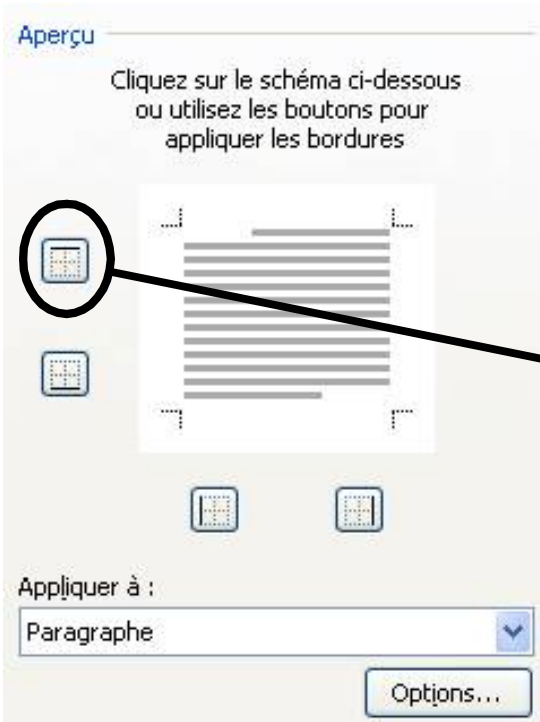 Aperçu
Cliquez sur le schéma ci-dessous
ou utilisez les boutons pour
appliquer les bordures
Appliquer à :
Paragraphe
Options...